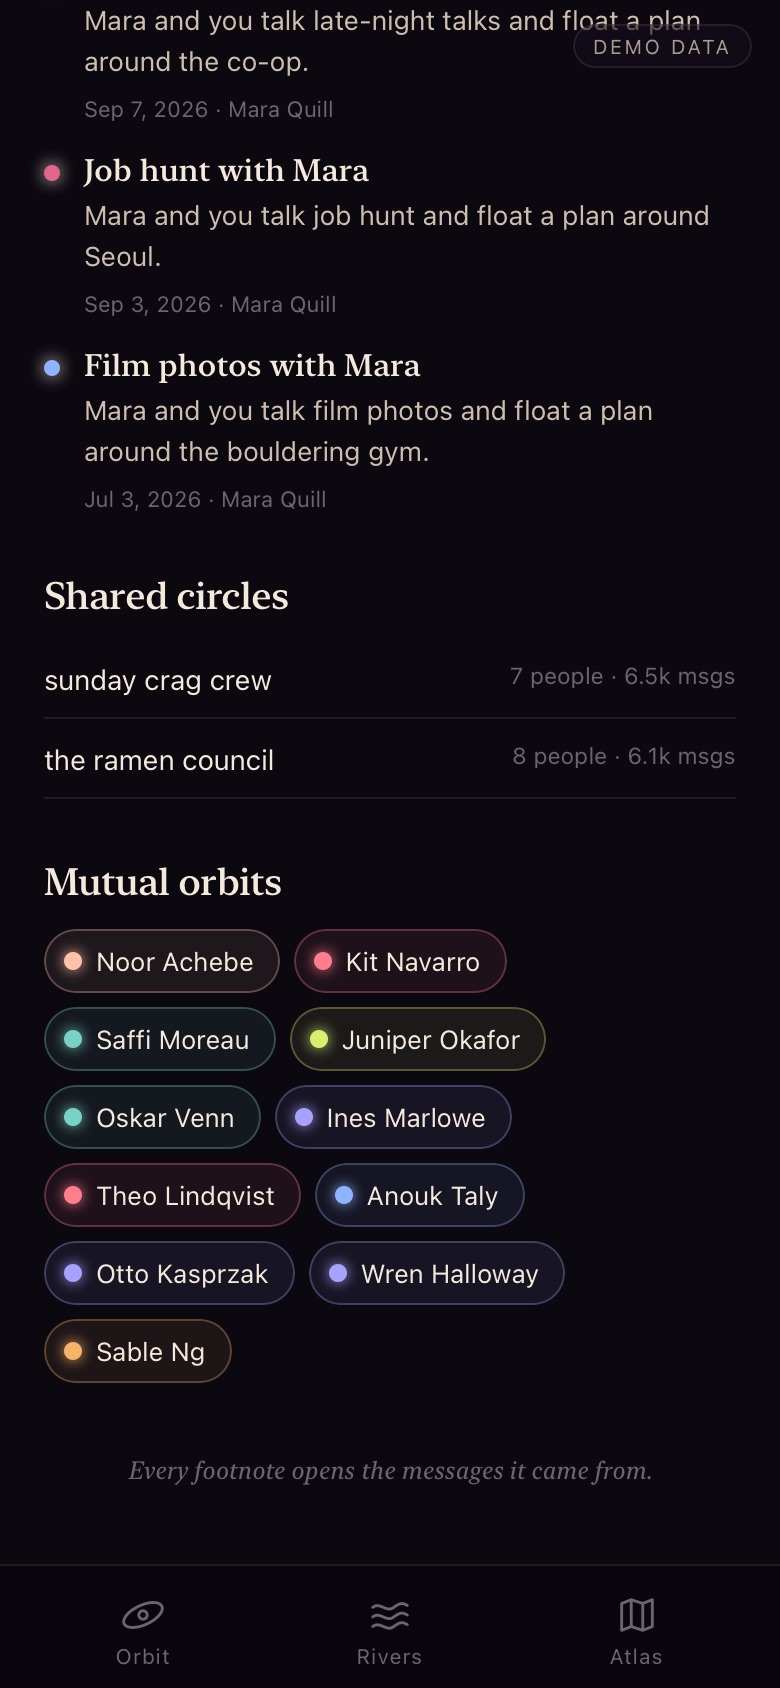 Mara and you talk late-night talks and float a plan
around the co-op.
DEMO DATA
Sep 7, 2026 · Mara Quill
Job hunt with Mara
Mara and you talk job hunt and float a plan around
Seoul.
Sep 3, 2026 · Mara Quill
Film photos with Mara
Mara and you talk film photos and float a plan
around the bouldering gym.
Jul 3, 2026 · Mara Quill
Shared circles
sunday crag crew 7 people · 6.5k msgs
the ramen council 8 people · 6.1k msgs
Mutual orbits
Noor Achebe Kit Navarro
Saffi Moreau Juniper Okafor
Oskar Venn Ines Marlowe
Theo Lindqvist Anouk Taly
Otto Kasprzak Wren Halloway
Sable Ng
Every footnote opens the messages it came from.
Orbit Rivers Atlas